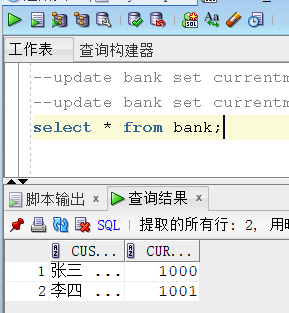 工作表 查询构建器
--update bank set currentm
--update bank set currentm
select * from bank;
脚本输出 × 查询结果 ×
SQL | 提取的所有行: 2, 用时
CUS... CUR...
1 张三 ... 1000
2 李四 ... 1001